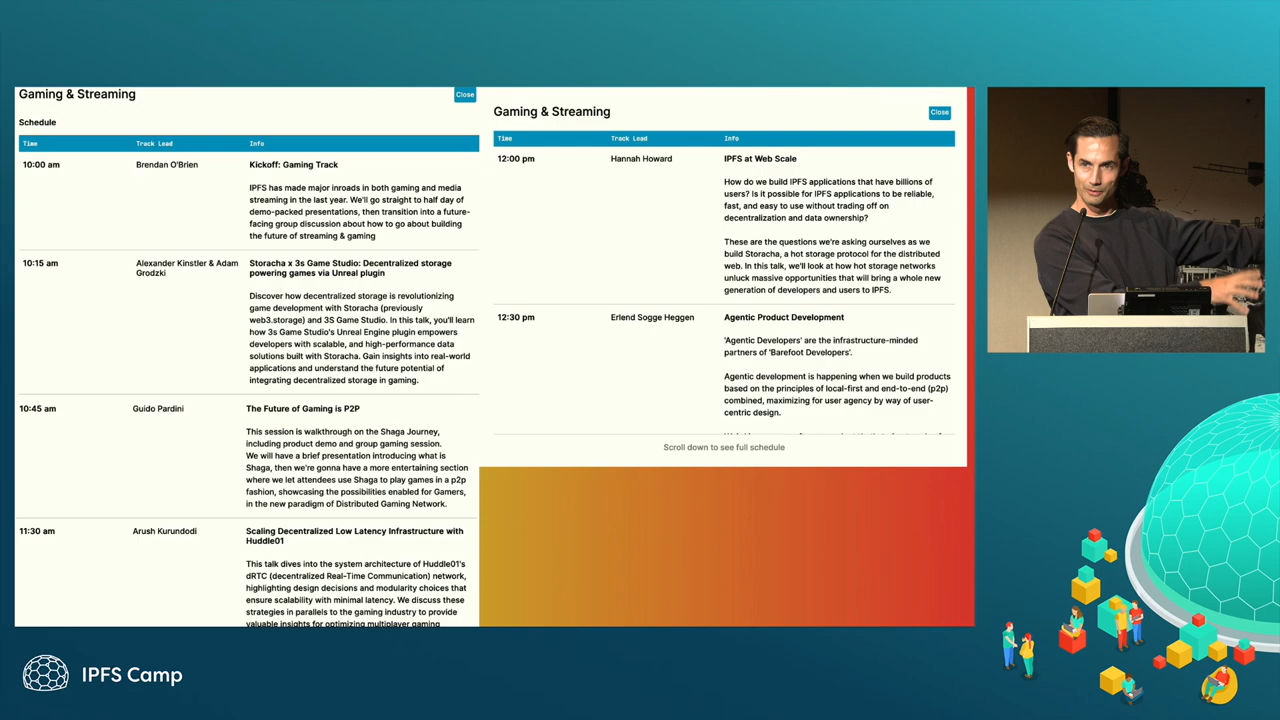 Gaming & Streaming
Close
Schedule
Time Track Lead Info
10:00 am Brendan O'Brien Kickoff: Gaming Track
IPFS has made major inroads in both gaming and media
streaming in the last year. We'll go straight to half day of
demo-packed presentations, then transition into a future-
facing group discussion about how to go about building
the future of streaming & gaming
10:15 am Alexander Kinstler & Adam
Grodzki
Storacha x 3s Game Studio: Decentralized storage
powering games via Unreal plugin
Discover how decentralized storage is revolutionizing
game development with Storacha (previously
web3.storage) and 3S Game Studio. In this talk, you'll learn
how 3s Game Studio's Unreal Engine plugin empowers
developers with scalable, and high-performance data
solutions built with Storacha. Gain insights into real-world
applications and understand the future potential of
integrating decentralized storage in gaming.
10:45 am Guido Pardini The Future of Gaming is P2P
This session is walkthrough on the Shaga Journey,
including product demo and group gaming session.
We will have a brief presentation introducing what is
Shaga, then we're gonna have a more entertaining section
where we let attendees use Shaga to play games in a p2p
fashion, showcasing the possibilities enabled for Gamers,
in the new paradigm of Distributed Gaming Network.
11:30 am Arush Kurundodi Scaling Decentralized Low Latency Infrastructure with
Huddle01
This talk dives into the system architecture of Huddle01's
dRTC (decentralized Real-Time Communication) network,
highlighting design decisions and modularity choices that
ensure scalability with minimal latency. We discuss these
strategies in parallels to the gaming industry to provide
valuable insights for optimizing multiplayer gaming
Gaming & Streaming
Close
Time Track Lead Info
12:00 pm Hannah Howard IPFS at Web Scale
How do we build IPFS applications that have billions of
users? Is it possible for IPFS applications to be reliable,
fast, and easy to use without trading off on
decentralization and data ownership?
These are the questions we're asking ourselves as we
build Storacha, a hot storage protocol for the distributed
web. In this talk, we'll look at how hot storage networks
unluck massive opportunities that will bring a whole new
generation of developers and users to IPFS.
12:30 pm Erlend Sogge Heggen Agentic Product Development
'Agentic Developers' are the infrastructure-minded
partners of 'Barefoot Developers'.
Agentic development is happening when we build products
based on the principles of local-first and end-to-end (p2p)
combined, maximizing for user agency by way of user-
centric design.
Scroll down to see full schedule
IPFS Camp